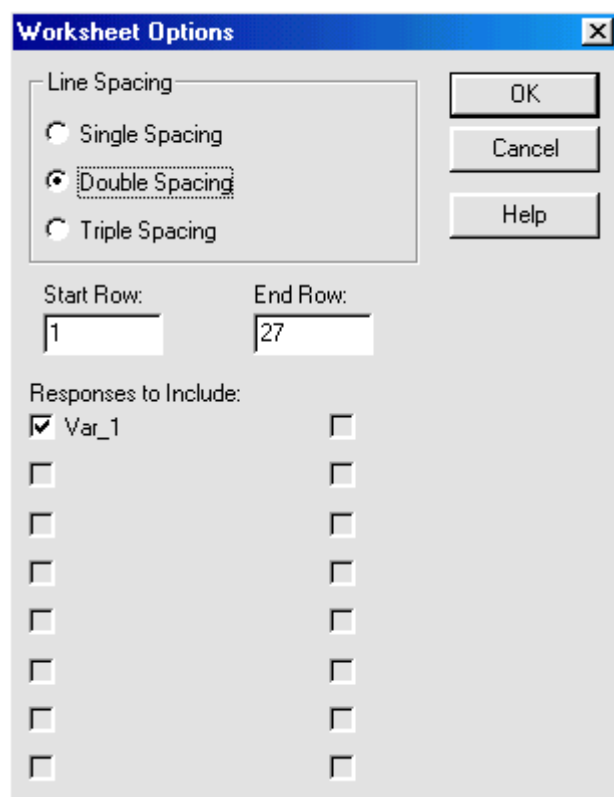 Worksheet Options
Line Spacing
Single Spacing
Double Spacing
Triple Spacing
OK
Cancel
Help
Start Row:
End Row:
1
27
Responses to Include:
Var_1